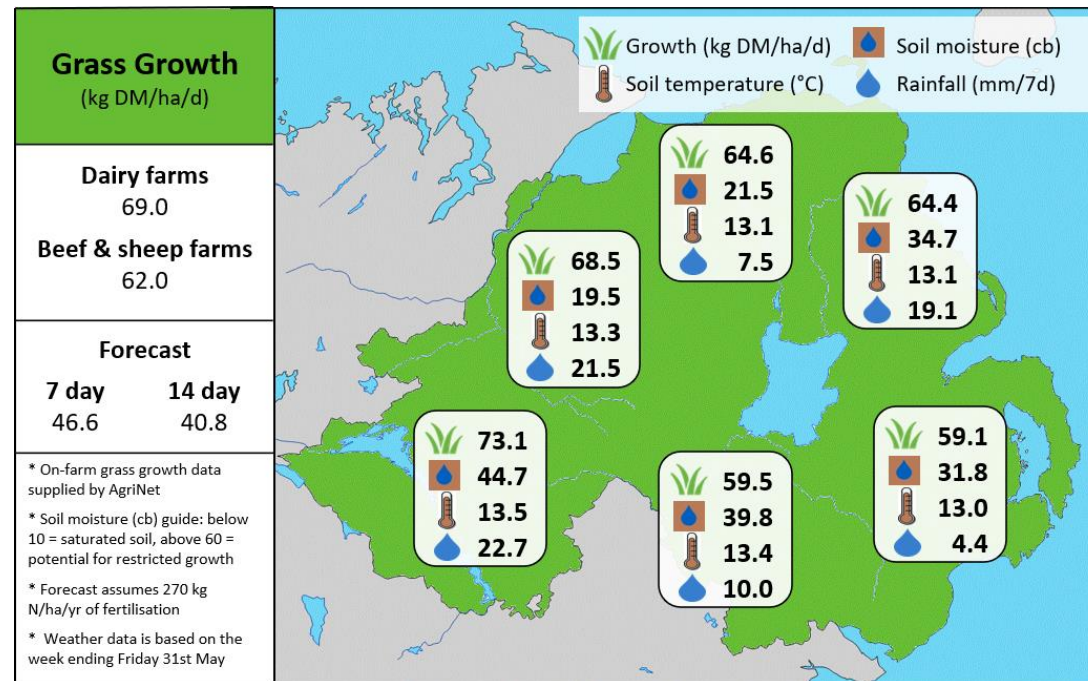 Grass Growth
(kg DM/ha/d)
Dairy farms
69.0
Beef & sheep farms
62.0
Forecast
7 day 14 day
46.6 40.8
* On-farm grass growth data
supplied by AgriNet
* Soil moisture (cb) guide: below
10 = saturated soil, above 60 =
potential for restricted growth
* Forecast assumes 270 kg
N/ha/yr of fertilisation
* Weather data is based on the
week ending Friday 31st May
Growth (kg DM/ha/d) Soil moisture (cb)
Soil temperature (°C) Rainfall (mm/7d)
64.6
21.5
13.1
7.5
64.4
34.7
13.1
19.1
68.5
19.5
13.3
21.5
73.1
44.7
13.5
22.7
59.5
39.8
13.4
10.0
59.1
31.8
13.0
4.4